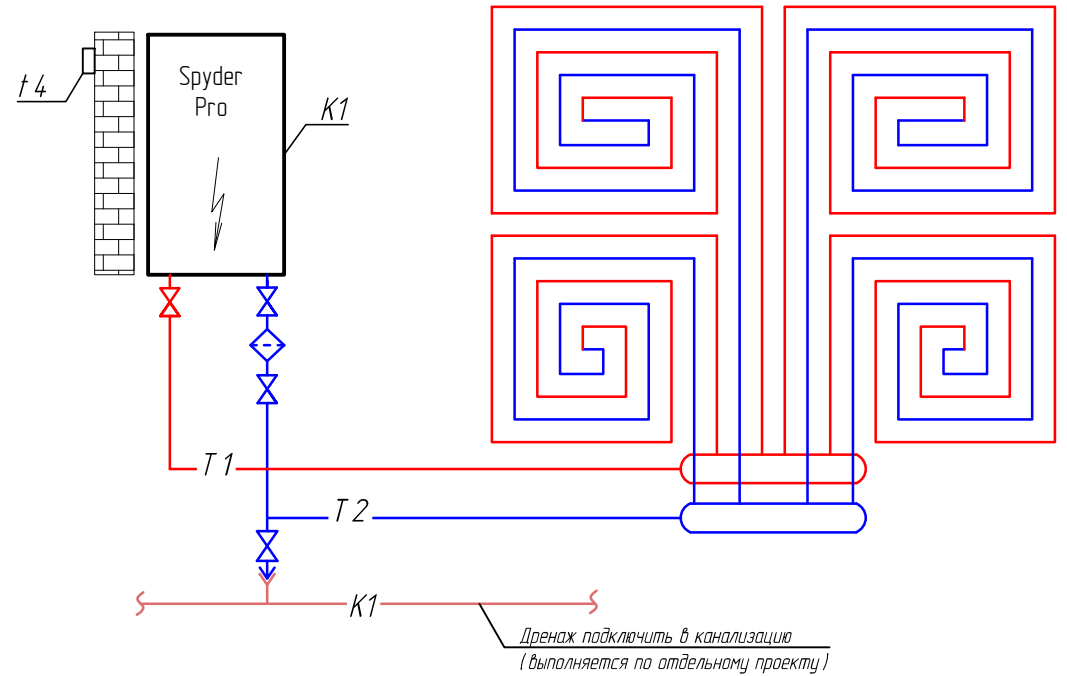 t4
Spyder
Pro
K1
T1
T2
K1
Дренаж подключить в канализацию
(выполняется по отдельному проекту)